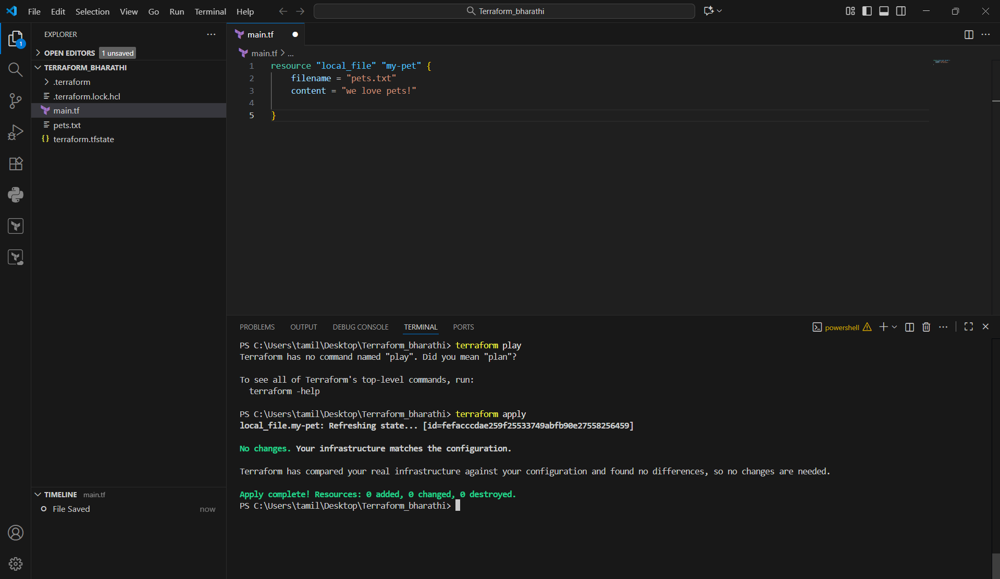 File Edit Selection View Go Run Terminal Help Terraform_bharathi
EXPLORER
1
OPEN EDITORS 1 unsaved
TERRAFORM_BHARATHI
.terraform
.terraform.lock.hcl
main.tf
pets.txt
terraform.tfstate
TIMELINE main.tf
File Saved now
main.tf
main.tf > ...
1 resource "local_file" "my-pet" {
2 filename = "pets.txt"
3 content = "we love pets!"
4
5 }
PROBLEMS OUTPUT DEBUG CONSOLE TERMINAL PORTS powershell
PS C:\Users\tamil\Desktop\Terraform_bharathi> terraform play
Terraform has no command named "play". Did you mean "plan"?
To see all of Terraform's top-level commands, run:
terraform -help
PS C:\Users\tamil\Desktop\Terraform_bharathi> terraform apply
local_file.my-pet: Refreshing state... [id=fefacccdae259f25533749abfb90e27558256459]
No changes. Your infrastructure matches the configuration.
Terraform has compared your real infrastructure against your configuration and found no differences, so no changes are needed.
Apply complete! Resources: 0 added, 0 changed, 0 destroyed.
PS C:\Users\tamil\Desktop\Terraform_bharathi>